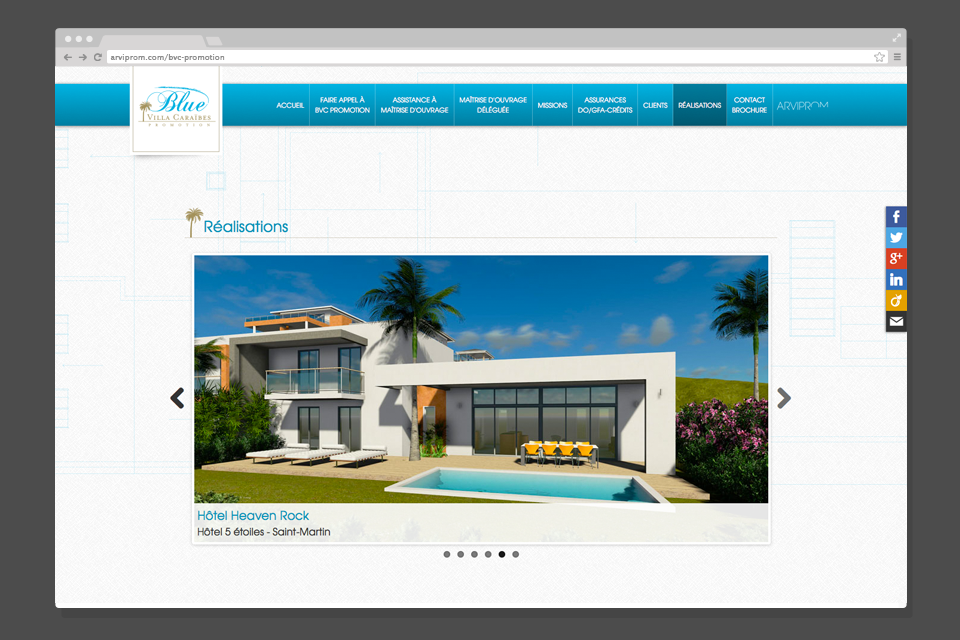 arviprom.com/bvc-promotion
Blue
VILLA CARAÏBES
PROMOTION
ACCUEIL
FAIRE APPEL À
BVC PROMOTION
ASSISTANCE À
MAÎTRISE D'OUVRAGE
MAÎTRISE D'OUVRAGE
DÉLÉGUÉE
MISSIONS
ASSURANCES
DO/GFA-CRÉDITS
CLIENTS
RÉALISATIONS
CONTACT
BROCHURE
ARVIPROM
Réalisations
Hôtel Heaven Rock
Hôtel 5 étoiles - Saint-Martin